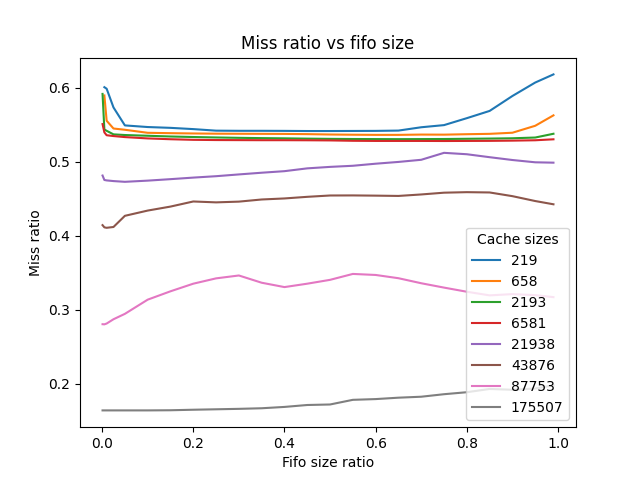 Miss ratio vs fifo size
Miss ratio
0.6
0.5
0.4
0.3
0.2
Cache sizes
219
658
2193
6581
21938
43876
87753
175507
0.0 0.2 0.4 0.6 0.8 1.0
Fifo size ratio